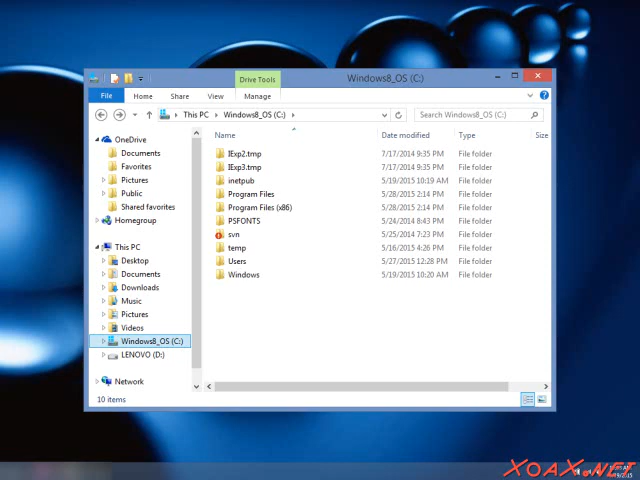 Drive Tools
Windows8_OS (C:)
File
Home
Share
View
Manage
This PC
Windows8_OS (C:)
Search Windows8_OS (C:)
Name
Date modified
Type
Size
OneDrive
Documents
Favorites
Pictures
Public
Shared favorites
Homegroup
This PC
Desktop
Documents
Downloads
Music
Pictures
Videos
Windows8_OS (C:)
LENOVO (D:)
Network
IExp2.tmp 7/17/2014 9:35 PM File folder
IExp3.tmp 7/17/2014 9:35 PM File folder
inetpub 5/19/2015 10:19 AM File folder
Program Files 5/28/2015 2:14 PM File folder
Program Files (x86) 5/28/2015 2:14 PM File folder
PSFONTS 5/24/2014 8:43 PM File folder
svn 5/25/2014 7:23 PM File folder
temp 5/16/2015 4:26 PM File folder
Users 5/27/2015 12:28 PM File folder
Windows 5/19/2015 10:20 AM File folder
10 items
XOAX.NET